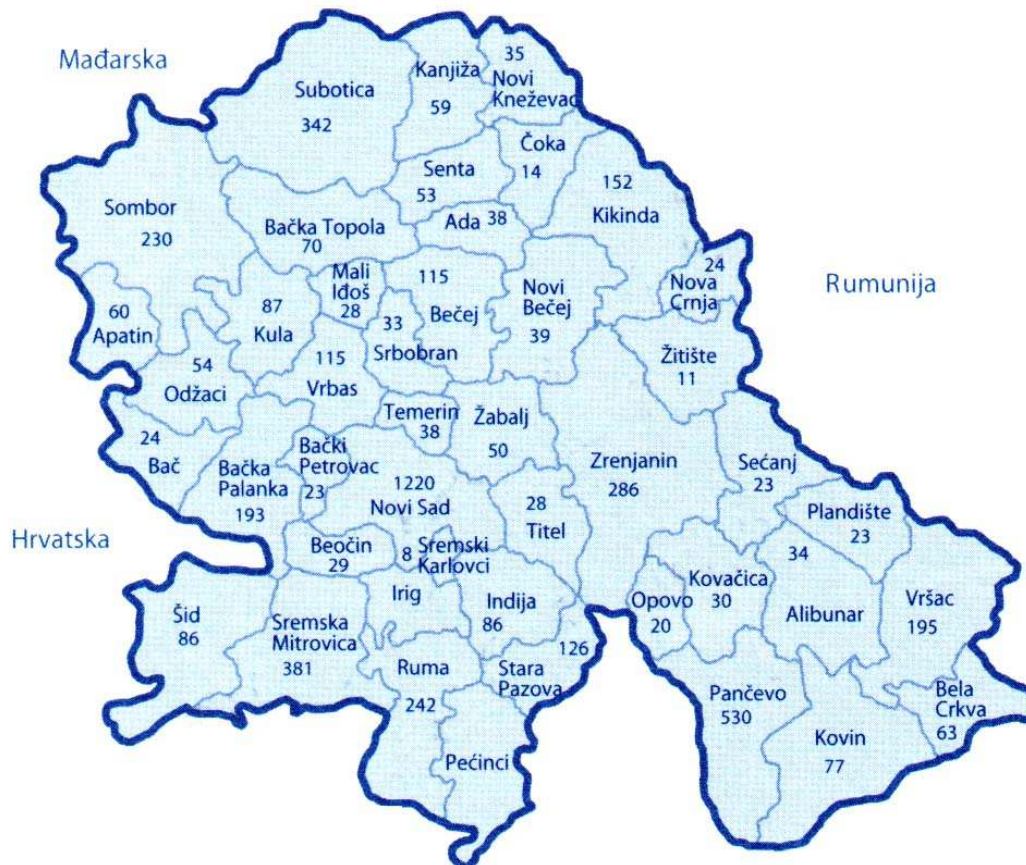 Mađarska
Subotica
342
Kanjiža
59
35
Novi
Kneževac
Čoka
14
Senta
53
152
Kikinda
Sombor
230
Bačka Topola
70
Ada 38
Mali
Iđoš
28
115
Bečej
Novi
Bečej
39
24
Nova
Crnja
Rumunija
60
Apatin
87
Kula
33
Srbobran
Žitište
11
54
Odžaci
115
Vrbas
Temerin
38
Žabalj
50
24
Bač
Bačka
Palanka
193
Bački
Petrovac
23
1220
Novi Sad
Zrenjanin
286
Sećanj
23
28
Titel
Plandište
23
Hrvatska
Beočin
29
8 Sremski
Karlovci
34
Alibunar
Kovačica
30
Opovo
20
Vršac
195
Šid
86
Sremska
Mitrovica
381
Irig
Indija
86
126
Stara
Pazova
Ruma
242
Pećinci
Pančevo
530
Kovin
77
Bela
Crkva
63